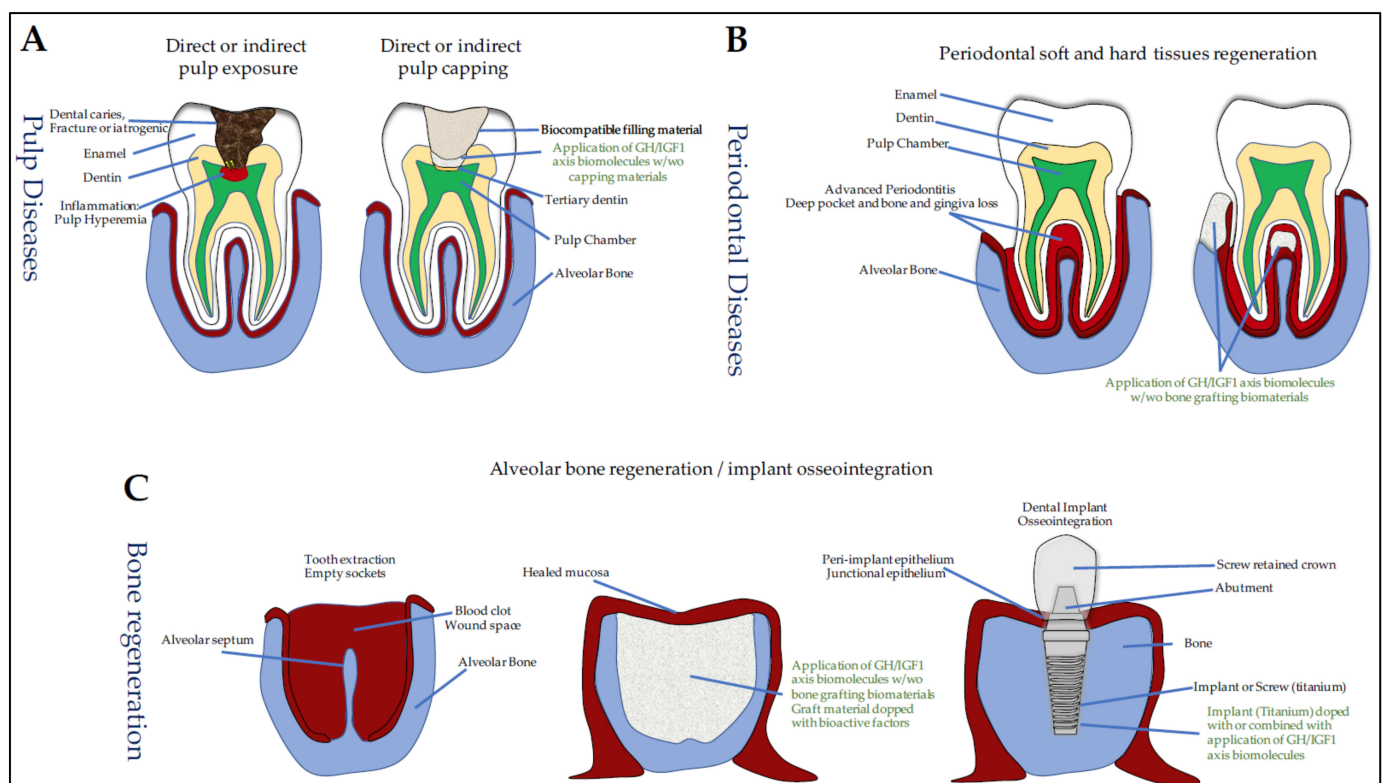 A
Direct or indirect
pulp exposure
Direct or indirect
pulp capping
Pulp Diseases
Dental caries,
Fracture or iatrogenic
Enamel
Dentin
Inflammation:
Pulp Hyperemia
Biocompatible filling material
Application of GH/IGF1
axis biomolecules w/wo
capping materials
Tertiary dentin
Pulp Chamber
Alveolar Bone
B
Periodontal soft and hard tissues regeneration
Periodontal Diseases
Enamel
Dentin
Pulp Chamber
Advanced Periodontitis
Deep pocket and bone and gingiva loss
Alveolar Bone
Application of GH/IGF1 axis biomolecules
w/wo bone grafting biomaterials
C
Alveolar bone regeneration / implant osseointegration
Bone regeneration
Tooth extraction
Empty sockets
Alveolar septum
Blood clot
Wound space
Alveolar Bone
Healed mucosa
Application of GH/IGF1
axis biomolecules w/wo
bone grafting biomaterials
Graft material dopped
with bioactive factors
Dental Implant
Osseointegration
Peri-implant epithelium
Junctional epithelium
Screw retained crown
Abutment
Bone
Implant or Screw (titanium)
Implant (Titanium) doped
with or combined with
application of GH/IGF1
axis biomolecules